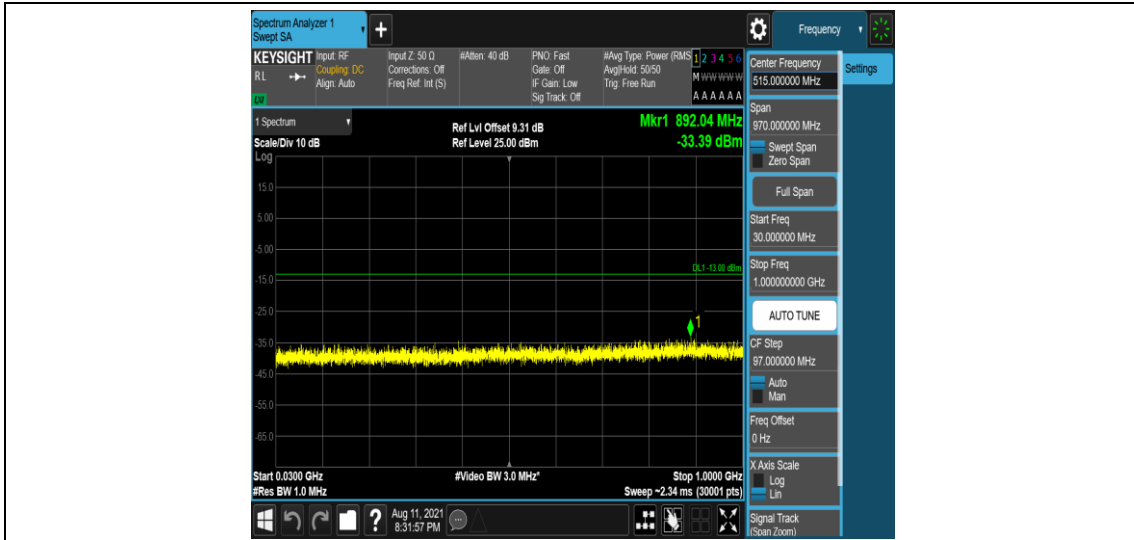 Spectrum Analyzer 1
Swept SA
+
Frequency
KEYSIGHT
RL
LXI
Input: RF
Coupling: DC
Align: Auto
Input Z: 50 Ω
Corrections: Off
Freq Ref: Int (S)
#Atten: 40 dB
PNO: Fast
Gate: Off
IF Gain: Low
Sig Track: Off
#Avg Type: Power (RMS
Avg|Hold: 50/50
Trig: Free Run
1 2 3 4 5 6
M W W W W W
A A A A A A
1 Spectrum
Scale/Div 10 dB
Log
Ref Lvl Offset 9.31 dB
Ref Level 25.00 dBm
Mkr1 892.04 MHz
-33.39 dBm
15.0
5.00
-5.00
DL1 -13.00 dBm
-15.0
-25.0
1
-35.0
-45.0
-55.0
-65.0
Start 0.0300 GHz
#Res BW 1.0 MHz
#Video BW 3.0 MHz*
Stop 1.0000 GHz
Sweep ~2.34 ms (30001 pts)
?
Aug 11, 2021
8:31:57 PM
Center Frequency
515.000000 MHz
Settings
Span
970.000000 MHz
Swept Span
Zero Span
Full Span
Start Freq
30.000000 MHz
Stop Freq
1.000000000 GHz
AUTO TUNE
CF Step
97.000000 MHz
Auto
Man
Freq Offset
0 Hz
X Axis Scale
Log
Lin
Signal Track
(Span Zoom)